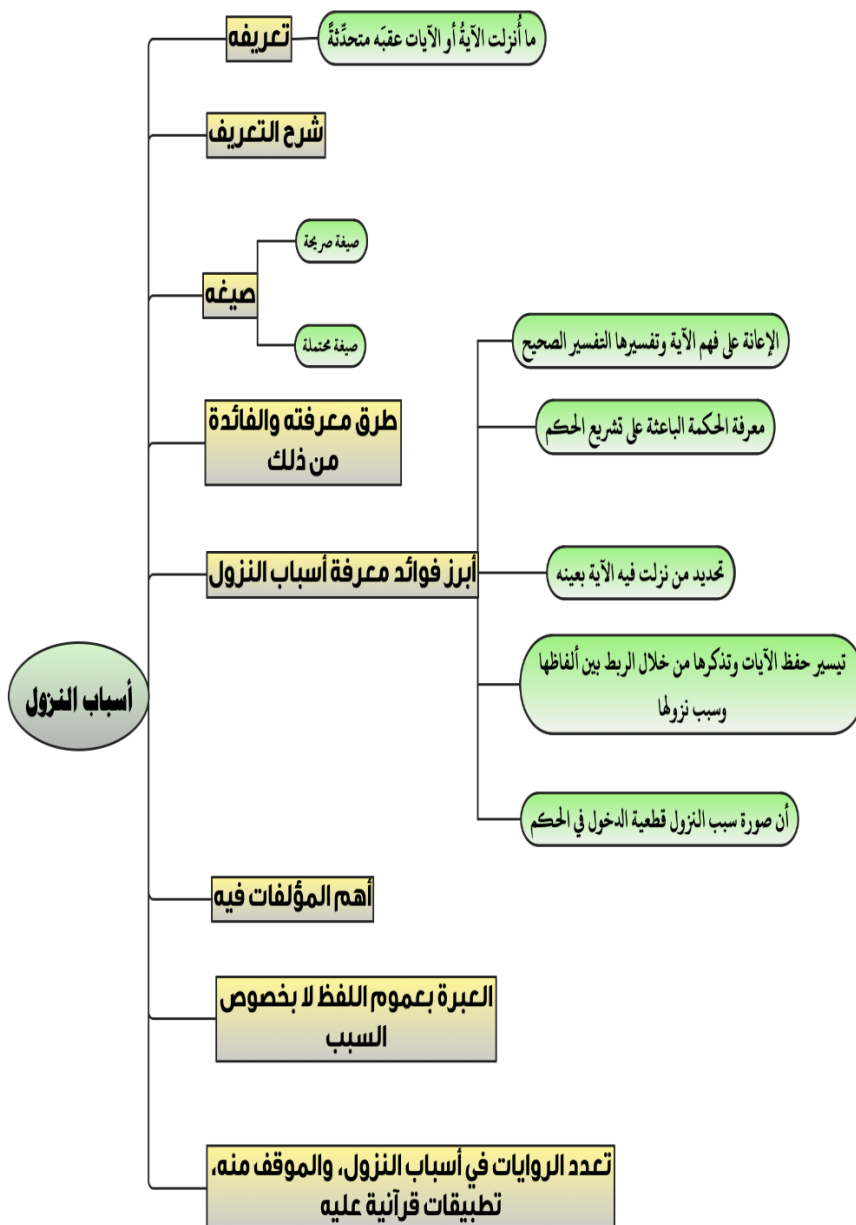 تعريفه
ما أُنزلت الآيةُ أو الآيات عقبَه متحدِّثةً
شرح التعريف
صيغه
صيغة صريحة
صيغة محتملة
طرق معرفته والفائدة
من ذلك
أبرز فوائد معرفة أسباب النزول
الإعانة على فهم الآية وتفسيرها التفسير الصحيح
معرفة الحكمة الباعثة على تشريع الحكم
تحديد من نزلت فيه الآية بعينه
تيسير حفظ الآيات وتذكرها من خلال الربط بين ألفاظها
وسبب نزولها
أن صورة سبب النزول قطعية الدخول في الحكم
أسباب النزول
أهم المؤلفات فيه
العبرة بعموم اللفظ لا بخصوص
السبب
تعدد الروايات في أسباب النزول، والموقف منه،
تطبيقات قرآنية عليه